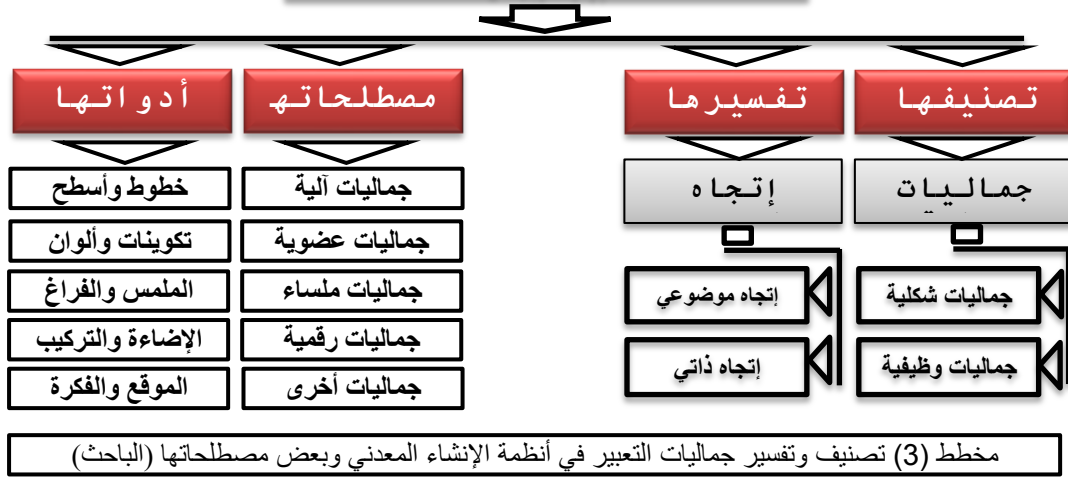 تصنيفها
تفسيرها
مصطلحاته
أدواتها
جماليات
إتجاه
جماليات شكلية
جماليات وظيفية
إتجاه موضوعي
إتجاه ذاتي
جماليات آلية
جماليات عضوية
جماليات ملساء
جماليات رقمية
جماليات أخرى
خطوط وأسطح
تكوينات وألوان
الملمس والفراغ
الإضاءة والتركيب
الموقع والفكرة
مخطط (3) تصنيف وتفسير جماليات التعبير في أنظمة الإنشاء المعدني وبعض مصطلحاتها (الباحث)